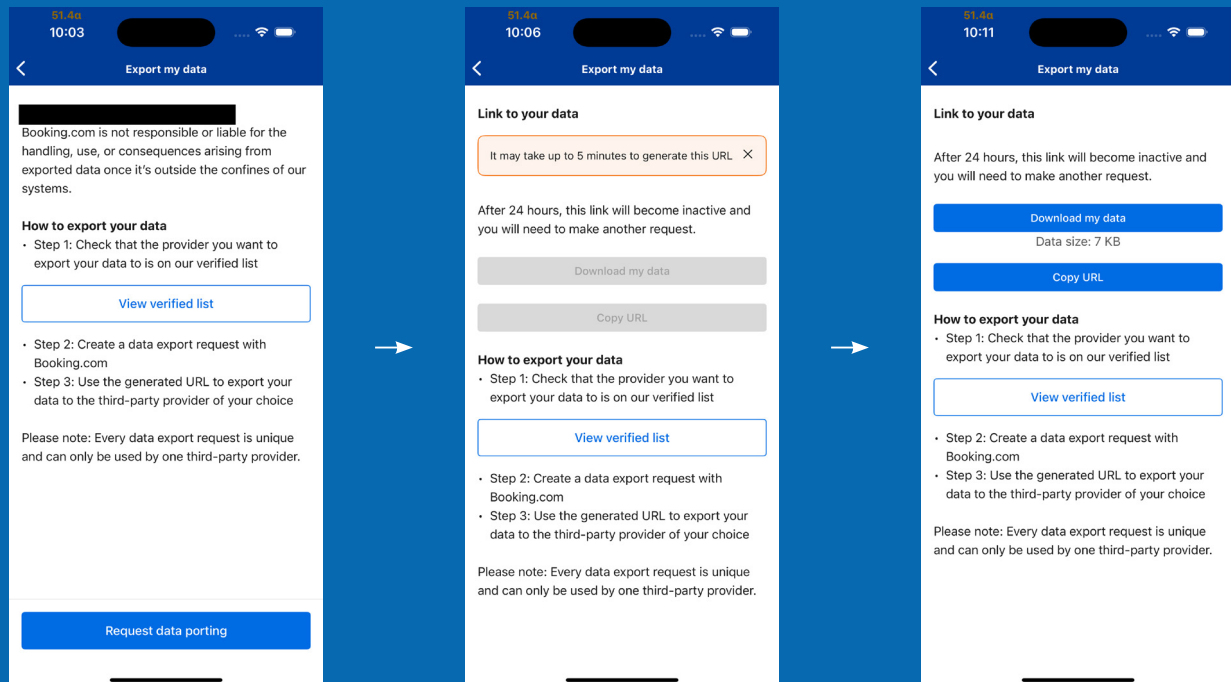 51.4α
10:03
Export my data
Booking.com is not responsible or liable for the
handling, use, or consequences arising from
exported data once it's outside the confines of our
systems.
How to export your data
• Step 1: Check that the provider you want to
export your data to is on our verified list
View verified list
• Step 2: Create a data export request with
Booking.com
• Step 3: Use the generated URL to export your
data to the third-party provider of your choice
Please note: Every data export request is unique
and can only be used by one third-party provider.
Request data porting
51.4α
10:06
Export my data
Link to your data
It may take up to 5 minutes to generate this URL
After 24 hours, this link will become inactive and
you will need to make another request.
Download my data
Copy URL
How to export your data
• Step 1: Check that the provider you want to
export your data to is on our verified list
View verified list
• Step 2: Create a data export request with
Booking.com
• Step 3: Use the generated URL to export your
data to the third-party provider of your choice
Please note: Every data export request is unique
and can only be used by one third-party provider.
51.4α
10:11
Export my data
Link to your data
After 24 hours, this link will become inactive and
you will need to make another request.
Download my data
Data size: 7 KB
Copy URL
How to export your data
• Step 1: Check that the provider you want to
export your data to is on our verified list
View verified list
• Step 2: Create a data export request with
Booking.com
• Step 3: Use the generated URL to export your
data to the third-party provider of your choice
Please note: Every data export request is unique
and can only be used by one third-party provider.